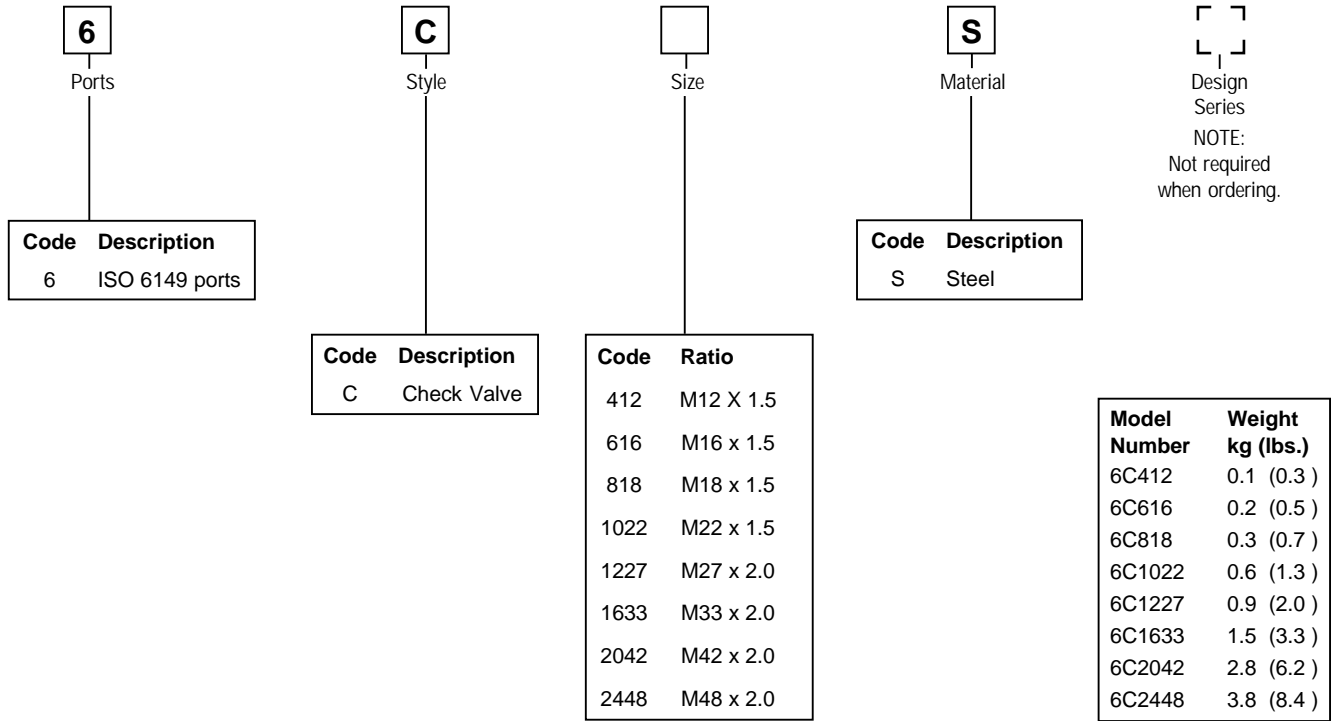 6
Ports
C
Style
Size
S
Material
Design
Series
NOTE:
Not required
when ordering.
Code Description
6 ISO 6149 ports
Code Description
C Check Valve
Code Ratio
412 M12 X 1.5
616 M16 x 1.5
818 M18 x 1.5
1022 M22 x 1.5
1227 M27 x 2.0
1633 M33 x 2.0
2042 M42 x 2.0
2448 M48 x 2.0
Code Description
S Steel
Model Weight
Number kg (lbs.)
6C412 0.1 (0.3 )
6C616 0.2 (0.5 )
6C818 0.3 (0.7 )
6C1022 0.6 (1.3 )
6C1227 0.9 (2.0 )
6C1633 1.5 (3.3 )
6C2042 2.8 (6.2 )
6C2448 3.8 (8.4 )